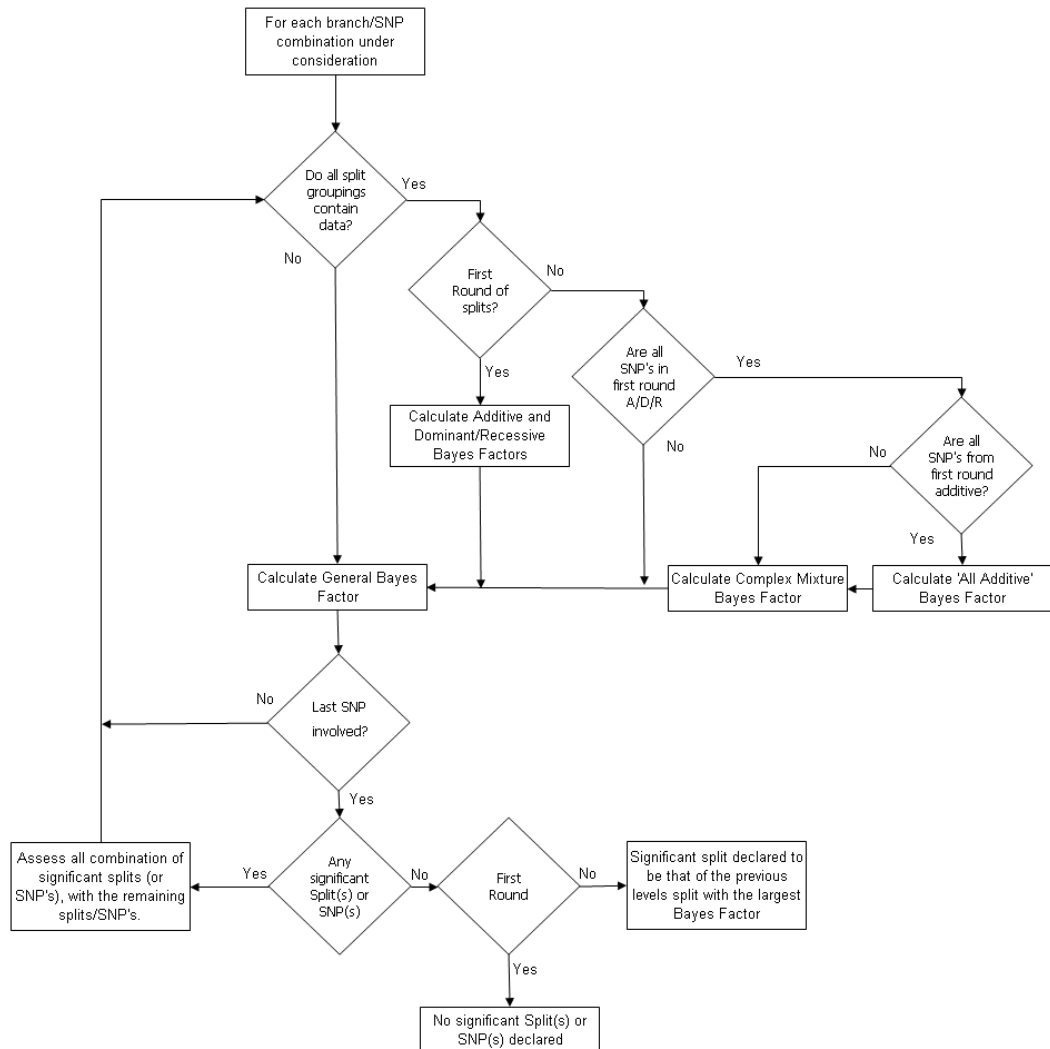 For each branch/SNP
combination under
consideration
Do all split
groupings
contain
data?
Yes
No
First
Round of
splits?
No
Yes
Are all
SNP's in
first round
A/D/R
Yes
No
Calculate Additive and
Dominant/Recessive
Bayes Factors
Are all
SNP's from
first round
additive?
No
Yes
Calculate General Bayes
Factor
Calculate Complex Mixture
Bayes Factor
Calculate 'All Additive'
Bayes Factor
Last SNP
involved?
No
Yes
Assess all combination of
significant splits (or
SNP's), with the remaining
splits/SNP's.
Yes
Any
significant
Split(s) or
SNP(s)
No
First
Round
No
Significant split declared to
be that of the previous
levels split with the largest
Bayes Factor
Yes
No significant Split(s) or
SNP(s) declared